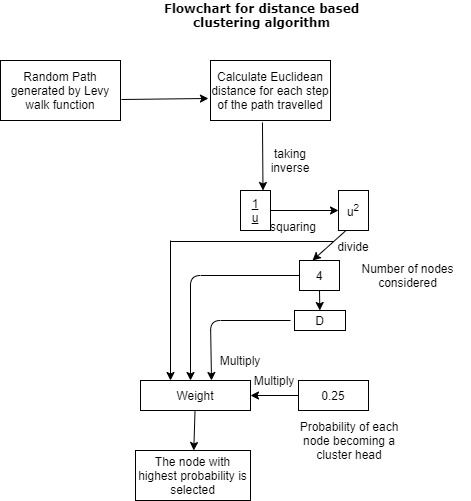 Flowchart for distance based
clustering algorithm
Random Path
generated by Levy
walk function
Calculate Euclidean
distance for each step
of the path travelled
taking
inverse
1
u
squaring
u²
divide
4
Number of nodes
considered
D
Multiply
Weight
Multiply
0.25
Probability of each
node becoming a
cluster head
The node with
highest probability is
selected